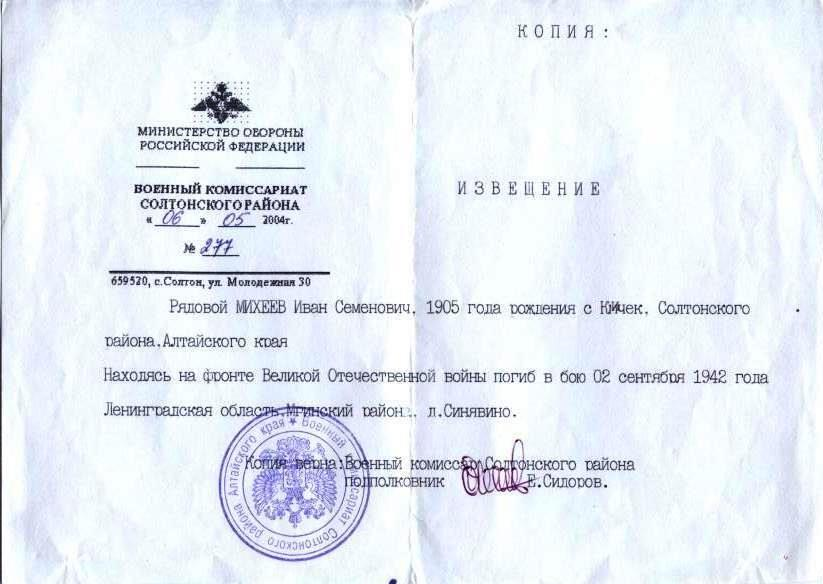 КОПИЯ:
МИНИСТЕРСТВО ОБОРОНЫ
РОССИЙСКОЙ ФЕДЕРАЦИИ
ВОЕННЫЙ КОМИССАРИАТ
СОЛТОНСКОГО РАЙОНА
« 06 » 05 2004г.
№ 277
659520, с.Солтон, ул. Молодежная 30
ИЗВЕЩЕНИЕ
Рядовой МИХЕЕВ Иван Семенович, 1905 года рождения с Кйчек, Солтонского
района,Алтайского края
Находясь на фронте Великой Отечественной войны погиб в бою 02 сентября 1942 года
Ленинградская область,Мгинский район, д.Синявино.
Копия верна:Военный комиссар Солтонского района
подполковник Е.Сидоров.
Военный комиссариат Солтонского района Алтайского края